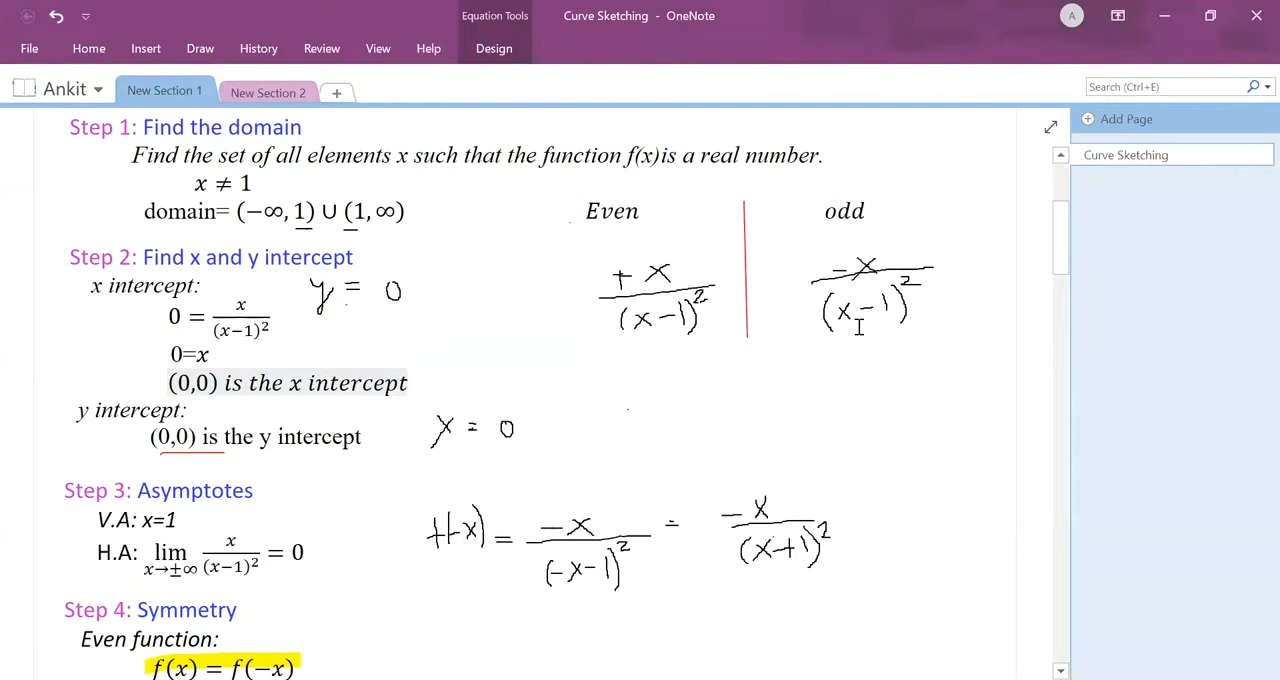 Equation Tools
Curve Sketching - OneNote
A
File Home Insert Draw History Review View Help Design
Ankit New Section 1 New Section 2 +
Search (Ctrl+E)
Add Page
Curve Sketching
Step 1: Find the domain
Find the set of all elements x such that the function f(x)is a real number.
x ≠ 1
domain= (−∞, 1) ∪ (1, ∞)
Even
odd
+ x / (x − 1)²
− x / (x − 1)²
Step 2: Find x and y intercept
x intercept:
y = 0
0 = x / (x−1)²
0=x
(0,0) is the x intercept
y intercept:
(0,0) is the y intercept
x = 0
Step 3: Asymptotes
V.A: x=1
H.A: lim x→±∞ x / (x−1)² = 0
f(-x) = −x / (−x−1)² = −x / (x+1)²
Step 4: Symmetry
Even function:
f(x) = f(−x)